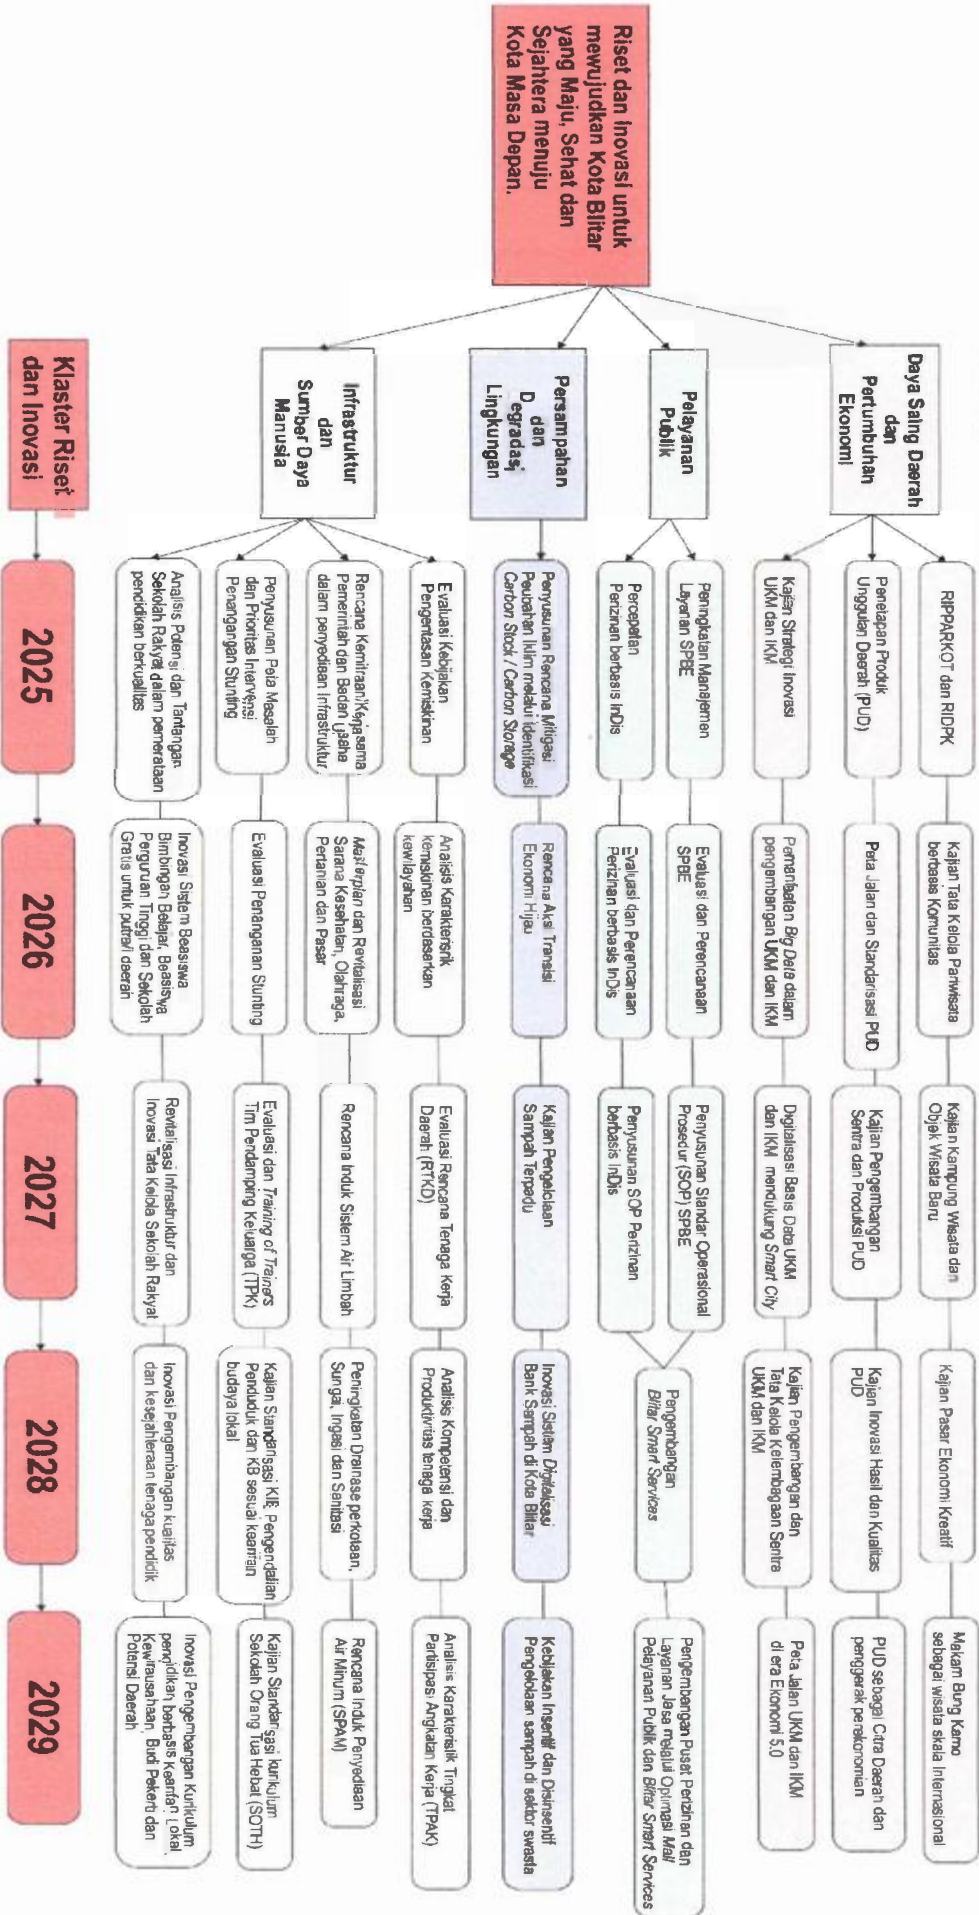 Riset dan Inovasi untuk
mewujudkan Kota Blitar
yang Maju, Sehat dan
Sejahtera menuju
Kota Masa Depan.
Daya Saing Daerah
dan
Pertumbuhan
Ekonomi
RIPPARKOT dan RIDPK
Kajian Tata Kelola Pariwisata
berbasis Komunitas
Kajian Kampung Wisata dan
Objek Wisata Baru
Kajian Pasar Ekonomi Kreatif
Makam Bung Karno
sebagai wisata skala Internasional
Penetapan Produk
Unggulan Daerah (PUD)
Peta Jalan dan Standarisasi PUD
Kajian Pengembangan
Sentra dan Produksi PUD
Kajian Inovasi Hasil dan Kualitas
PUD
PUD sebagai Citra Daerah dan
penggerak perekonomian
Kajian Strategi Inovasi
UKM dan IKM
Pemanfaatan Big Data dalam
pengembangan UKM dan IKM
Digitalisasi Basis Data UKM
dan IKM mendukung Smart City
Kajian Pengembangan dan
Tata Kelola Kelembagaan Sentra
UKM dan IKM
Peta Jalan UKM dan IKM
di era Ekonomi 5.0
Pelayanan
Publik
Peningkatan Manajemen
Layanan SPBE
Evaluasi dan Perencanaan
SPBE
Penyusunan Standar Operasional
Prosedur (SOP) SPBE
Percepatan
Perizinan berbasis InDis
Evaluasi dan Perencanaan
Perizinan berbasis InDis
Penyusunan SOP Perizinan
berbasis InDis
Pengembangan
Blitar Smart Services
Pengembangan Pusat Perizinan dan
Layanan Jasa melalui Optimasi Mall
Pelayanan Publik dan Blitar Smart Services
Persampahan
dan
Degradasi
Lingkungan
Penyusunan Rencana Mitigasi
Peubahan Iklim melalui identifikasi
Carbon Stock / Carbon Storage
Rencana Aksi Transisi
Ekonomi Hijau
Kajian Pengelolaan
Sampah Terpadu
Inovasi Sistem Digitalisasi
Bank Sampah di Kota Blitar
Kebijakan Insentif dan Disinsentif
Pengelolaan sampah di sektor swasta
Infrastruktur
dan
Sumber Daya
Manusia
Evaluasi Kebijakan
Pengentasan Kemiskinan
Analisis Karakterisrik
kemiskinan berdasarkan
kewilayahan
Evaluasi Rencana Tenaga Kerja
Daerah (RTKD)
Analisis Kompetensi dan
Produktivitas tenaga kerja
Analisis Karakteristik Tingkat
Partisipasi Angkatan Kerja (TPAK)
Rencana Kemitraan/Kerjasama
Pemerintah dan Badan Usaha
dalam penyediaan Infrastruktur
Masterplan dan Revitalisasi
Sarana Kesehatan, Olahraga,
Pertanian dan Pasar
Rencana Induk Sistem Air Limbah
Peningkatan Drainase perkotaan,
Sungai, Irigasi dan Sanitasi
Rencana Induk Penyediaan
Air Minum (SPAM)
Penyusunan Peta Masalah
dan Prioritas Intervensi
Penanganan Stunting
Evaluasi Penanganan Stunting
Evaluasi dan Training of Trainers
Tim Pendamping Keluarga (TPK)
Kajian Standarisasi KIE Pengendalian
Penduduk dan KB sesuai kearifan
budaya lokal
Kajian Standarisasi kurikulum
Sekolah Orang Tua Hebat (SOTH)
Analisis Potensi dan Tantangan
Sekolah Rakyat dalam pemerataan
pendidikan berkualitas
Inovasi Sistem Beasiswa
Bimbingan Belajar, Beasiswa
Perguruan Tinggi dan Sekolah
Gratis untuk putra/i daerah
Revitalisasi Infrastruktur dan
Inovasi Tata Kelola Sekolah Rakyat
Inovasi Pengembangan kualitas
dan kesejahteraan tenaga pendidik
Inovasi Pengembangan Kurikulum
pendidikan berbasis Kearifan Lokal,
Kewirausahaan, Budi Pekerti dan
Potensi Daerah
Klaster Riset
dan Inovasi
2025
2026
2027
2028
2029